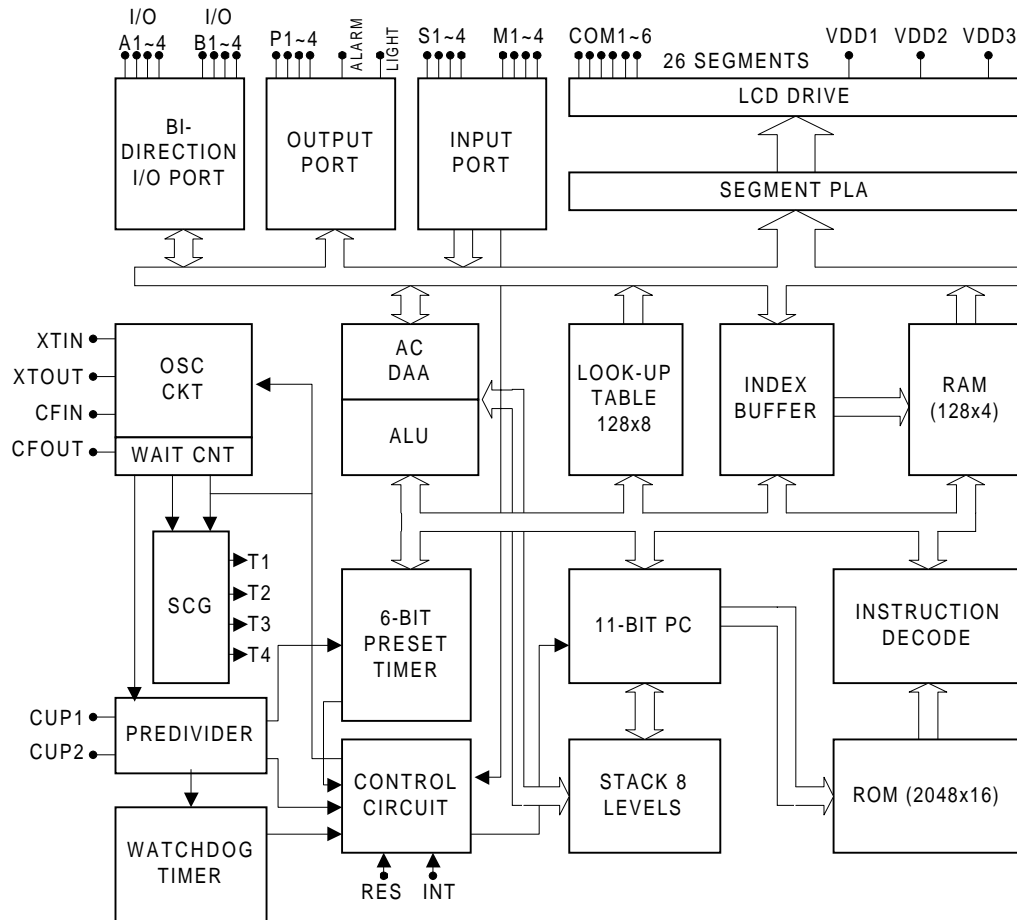 I/O
A1~4
I/O
B1~4
P1~4
ALARM
LIGHT
S1~4
M1~4
COM1~6
26 SEGMENTS
VDD1
VDD2
VDD3
BI-
DIRECTION
I/O PORT
OUTPUT
PORT
INPUT
PORT
LCD DRIVE
SEGMENT PLA
XTIN
XTOUT
CFIN
CFOUT
OSC
CKT
WAIT CNT
AC
DAA
ALU
LOOK-UP
TABLE
128x8
INDEX
BUFFER
RAM
(128x4)
SCG
T1
T2
T3
T4
6-BIT
PRESET
TIMER
11-BIT PC
INSTRUCTION
DECODE
CUP1
CUP2
PREDIVIDER
CONTROL
CIRCUIT
STACK 8
LEVELS
ROM (2048x16)
WATCHDOG
TIMER
RES
INT